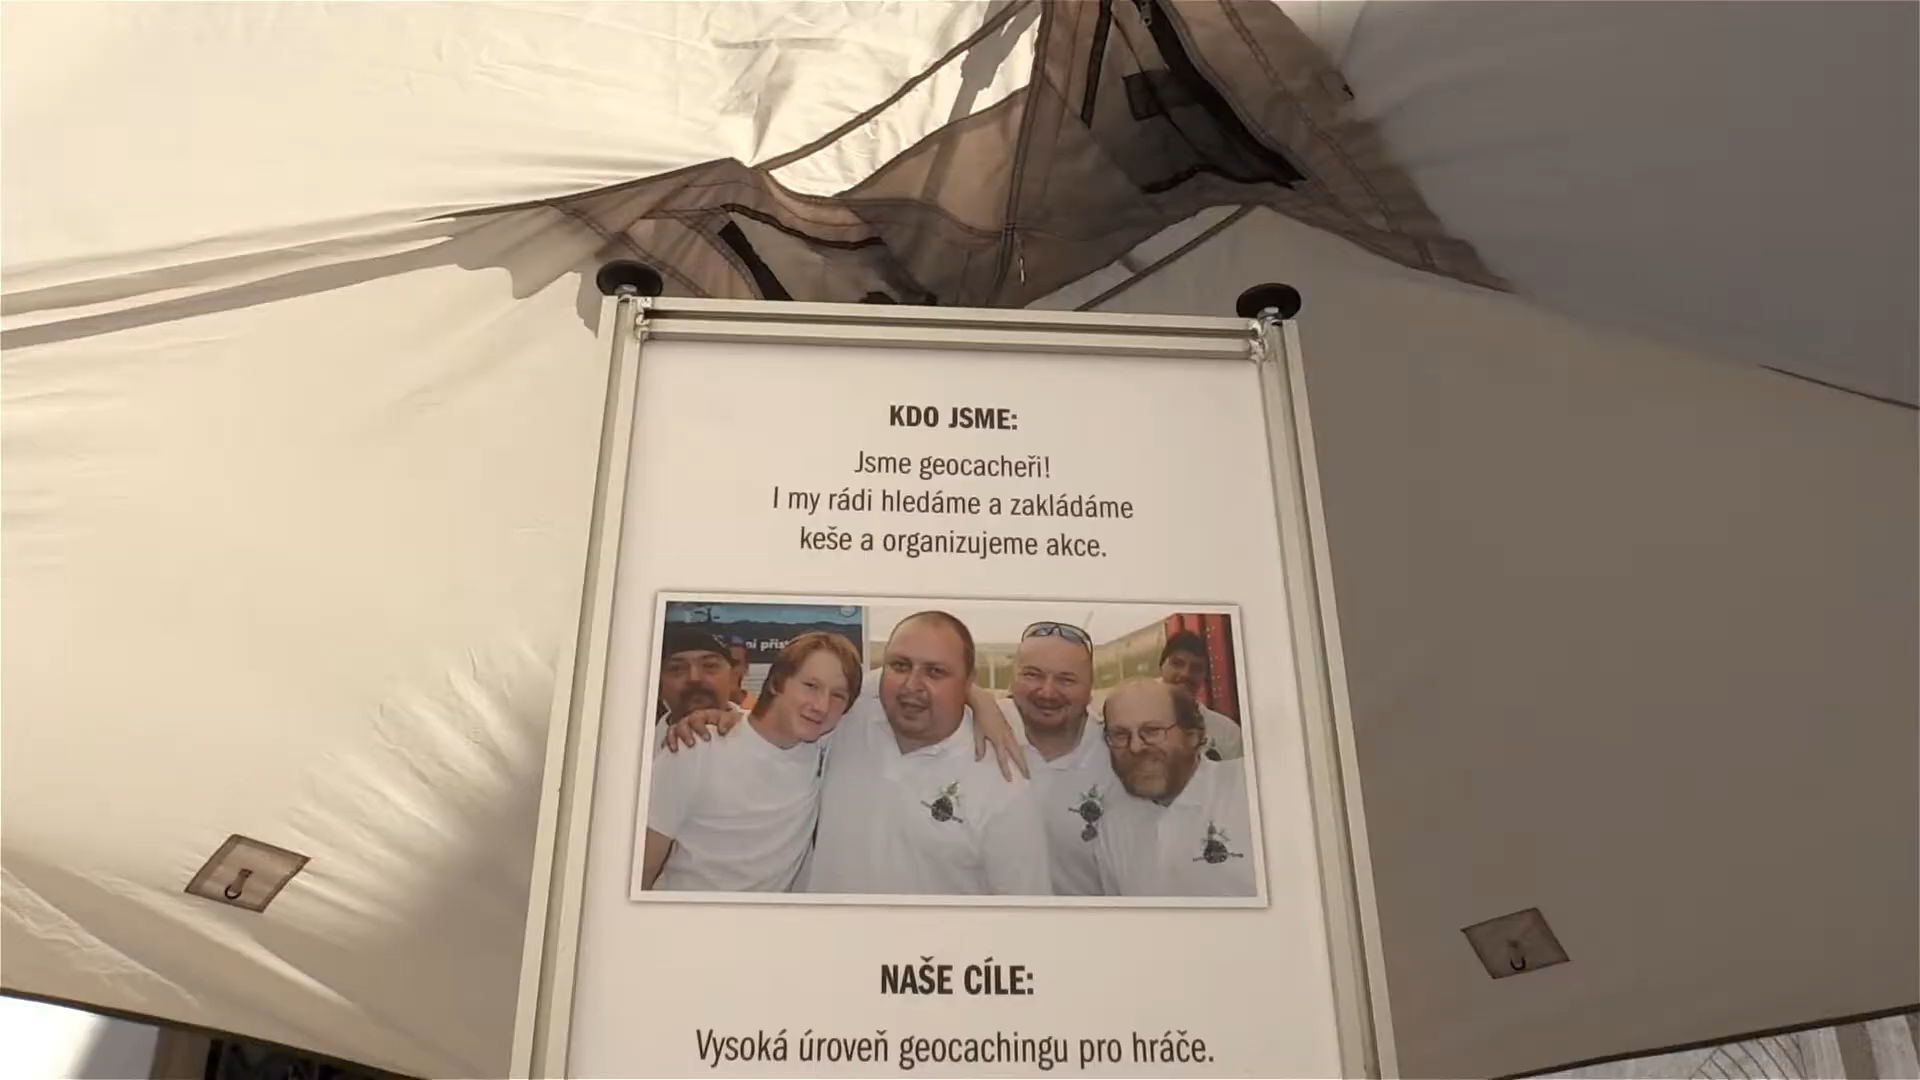 KDO JSME:
Jsme geocacheři!
I my rádi hledáme a zakládáme
keše a organizujeme akce.
NAŠE CÍLE:
Vysoká úroveň geocachingu pro hráče.